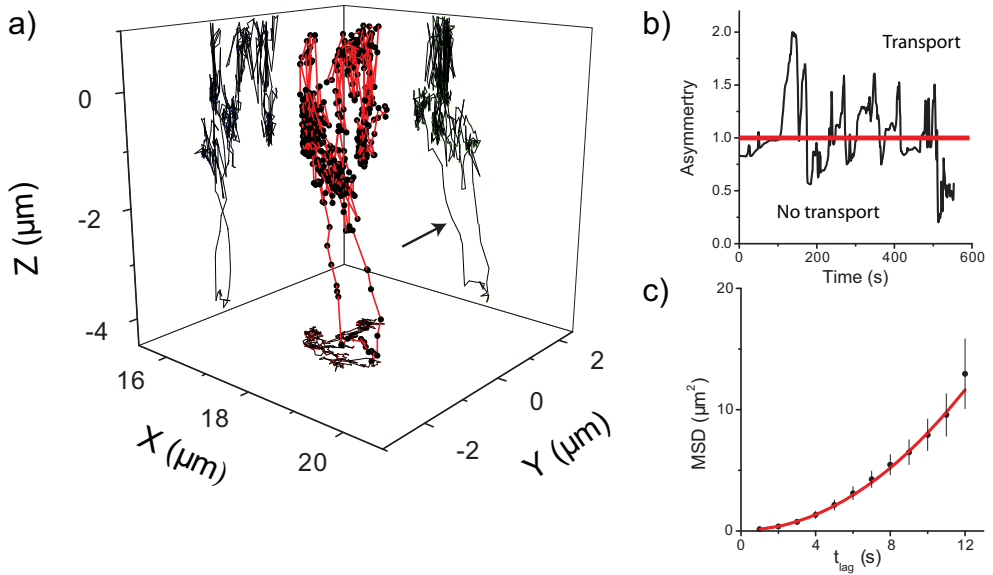 a)
Z (µm)
0
-2
-4
16
18
20
X (µm)
-2
0
2
Y (µm)
b)
Asymmertry
2.0
1.5
1.0
0.5
0.0
Transport
No transport
0
200
400
600
Time (s)
c)
MSD (µm²)
20
10
0
0
4
8
12
t lag (s)